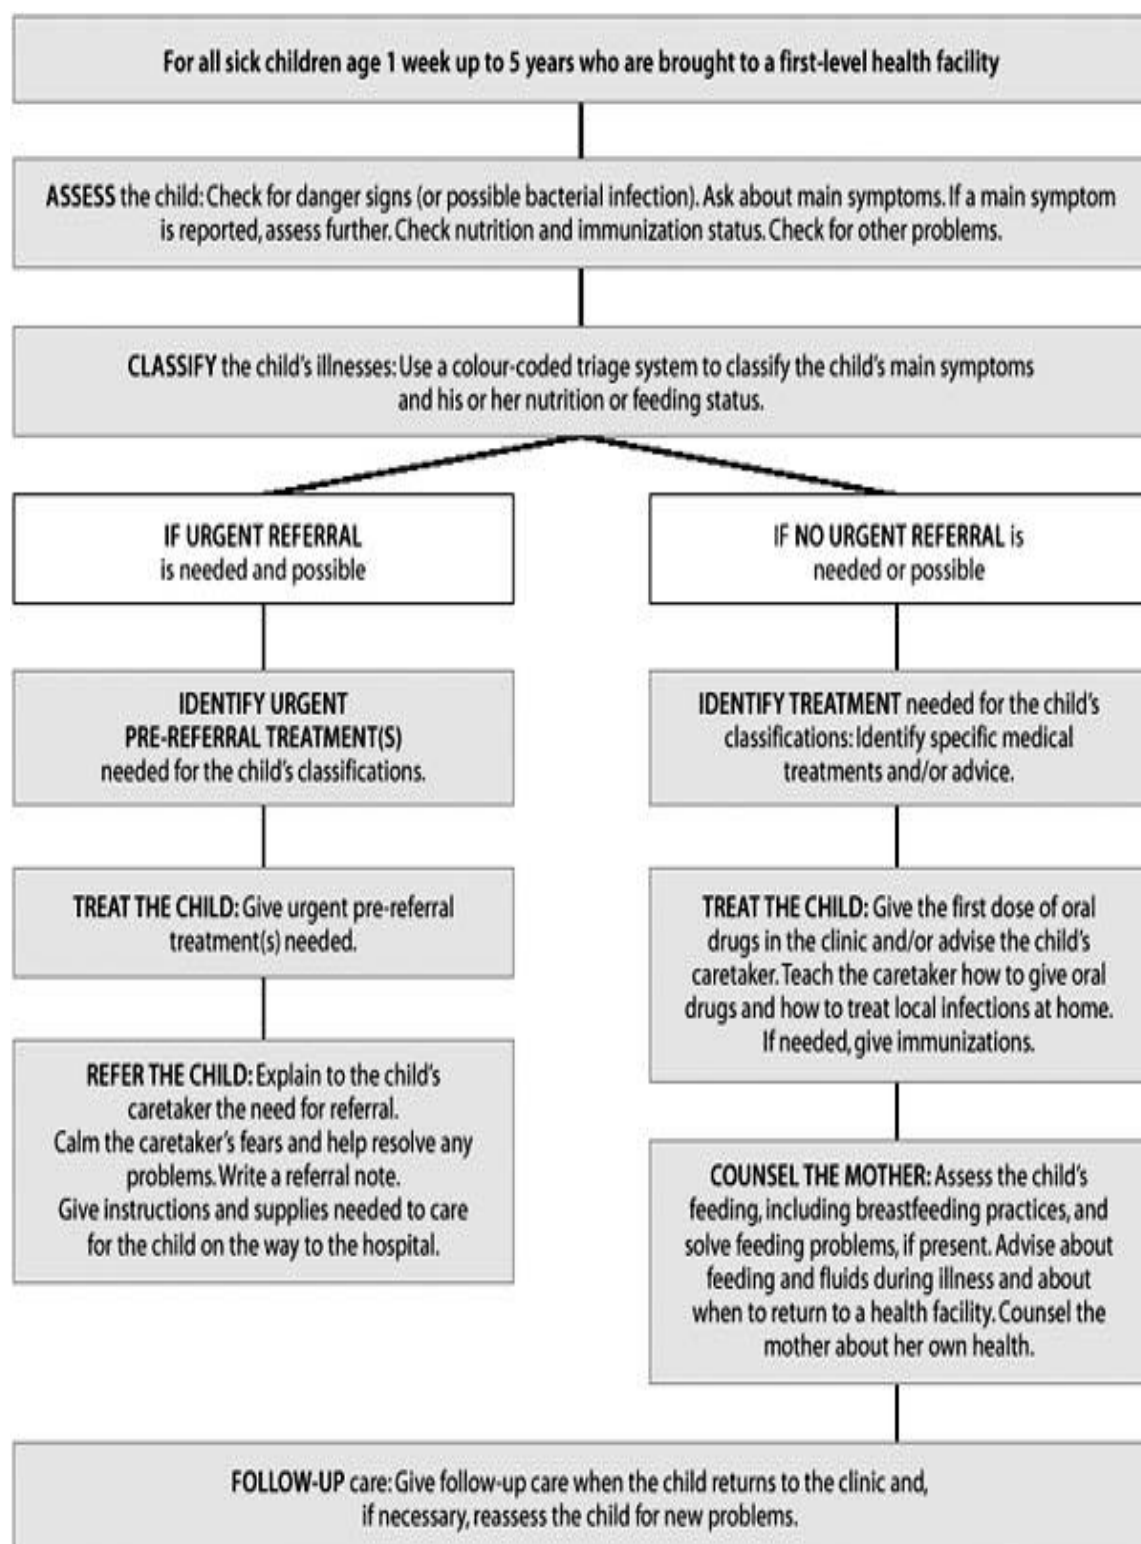 For all sick children age 1 week up to 5 years who are brought to a first-level health facility
ASSESS the child: Check for danger signs (or possible bacterial infection). Ask about main symptoms. If a main symptom
is reported, assess further. Check nutrition and immunization status. Check for other problems.
CLASSIFY the child's illnesses: Use a colour-coded triage system to classify the child's main symptoms
and his or her nutrition or feeding status.
IF URGENT REFERRAL
is needed and possible
IDENTIFY URGENT
PRE-REFERRAL TREATMENT(S)
needed for the child's classifications.
TREAT THE CHILD: Give urgent pre-referral
treatment(s) needed.
REFER THE CHILD: Explain to the child's
caretaker the need for referral.
Calm the caretaker's fears and help resolve any
problems. Write a referral note.
Give instructions and supplies needed to care
for the child on the way to the hospital.
IF NO URGENT REFERRAL is
needed or possible
IDENTIFY TREATMENT needed for the child's
classifications: Identify specific medical
treatments and/or advice.
TREAT THE CHILD: Give the first dose of oral
drugs in the clinic and/or advise the child's
caretaker. Teach the caretaker how to give oral
drugs and how to treat local infections at home.
If needed, give immunizations.
COUNSEL THE MOTHER: Assess the child's
feeding, including breastfeeding practices, and
solve feeding problems, if present. Advise about
feeding and fluids during illness and about
when to return to a health facility. Counsel the
mother about her own health.
FOLLOW-UP care: Give follow-up care when the child returns to the clinic and,
if necessary, reassess the child for new problems.